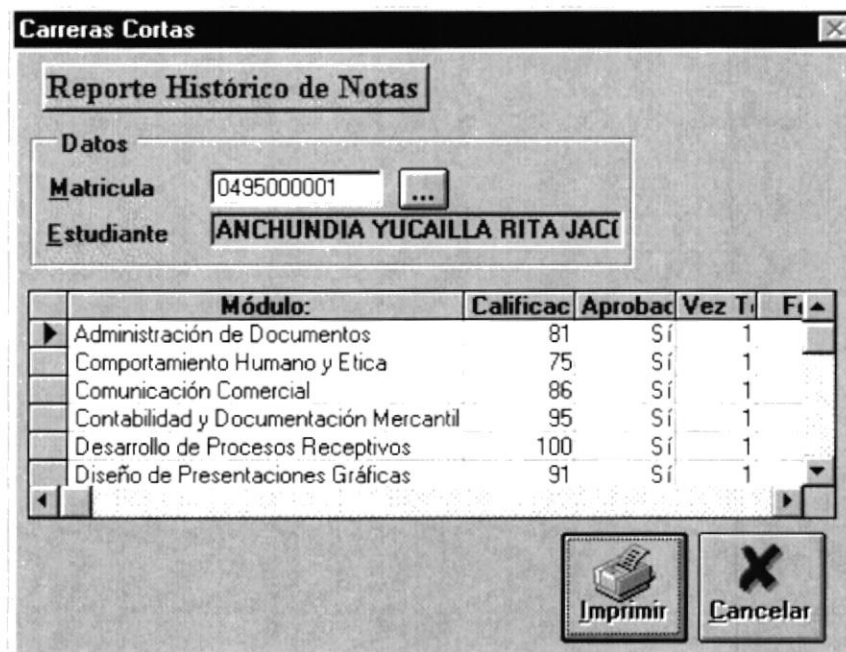 Carreras Cortas
Reporte Histórico de Notas
Datos
Matricula 0495000001 ...
Estudiante ANCHUNDIA YUCAILLA RITA JAC(
Módulo: Calificac Aprobac Vez T F
Administración de Documentos 81 Sí 1
Comportamiento Humano y Etica 75 Sí 1
Comunicación Comercial 86 Sí 1
Contabilidad y Documentación Mercantil 95 Sí 1
Desarrollo de Procesos Receptivos 100 Sí 1
Diseño de Presentaciones Gráficas 91 Sí 1
Imprimir Cancelar